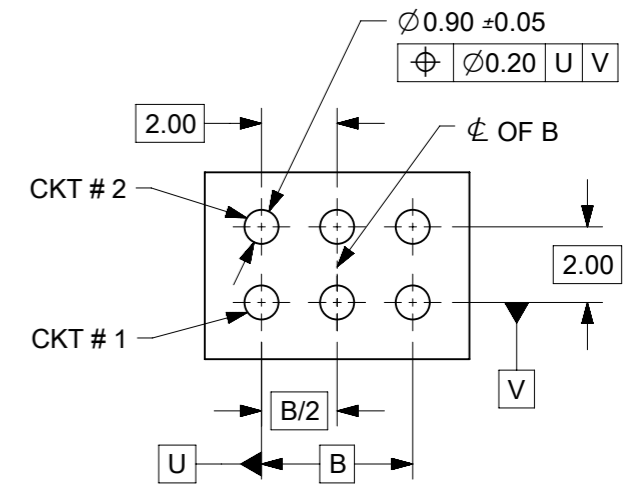 ∅0.90 ±0.05
⌖ ∅0.20 U V
2.00
℄ OF B
CKT # 2
2.00
CKT # 1
V
B/2
U
B